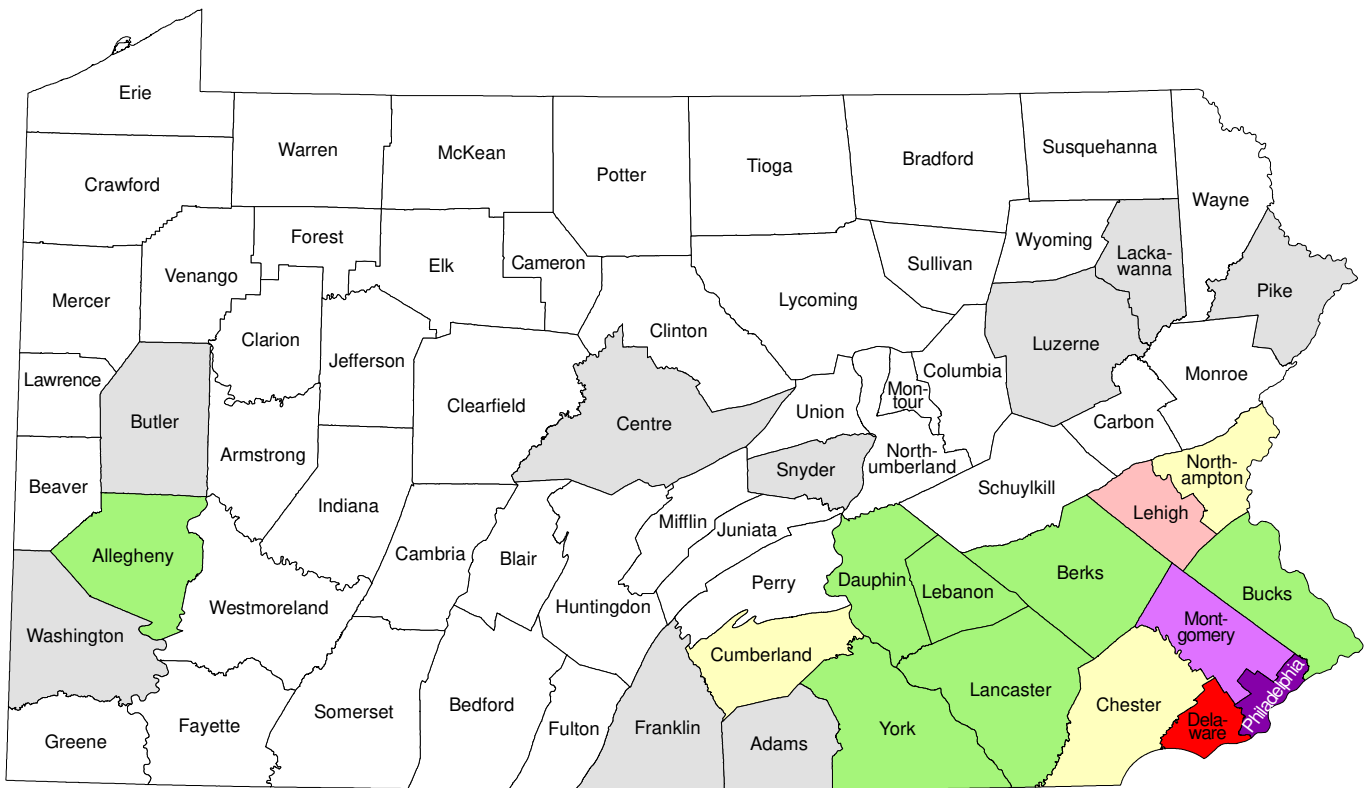 Erie
Warren
McKean
Potter
Tioga
Bradford
Susquehanna
Wayne
Crawford
Forest
Elk
Cameron
Sullivan
Wyoming
Lacka-
wanna
Pike
Venango
Mercer
Clarion
Jefferson
Clinton
Lycoming
Luzerne
Columbia
Monroe
Lawrence
Butler
Armstrong
Clearfield
Centre
Union
Mon-
tour
Carbon
Beaver
Indiana
Snyder
North-
umberland
Schuylkill
North-
ampton
Lehigh
Allegheny
Cambria
Blair
Mifflin
Juniata
Huntingdon
Perry
Dauphin
Lebanon
Berks
Bucks
Westmoreland
Washington
Cumberland
Mont-
gomery
Greene
Fayette
Somerset
Bedford
Fulton
Franklin
Adams
York
Lancaster
Chester
Dela-
ware
Philadelphia